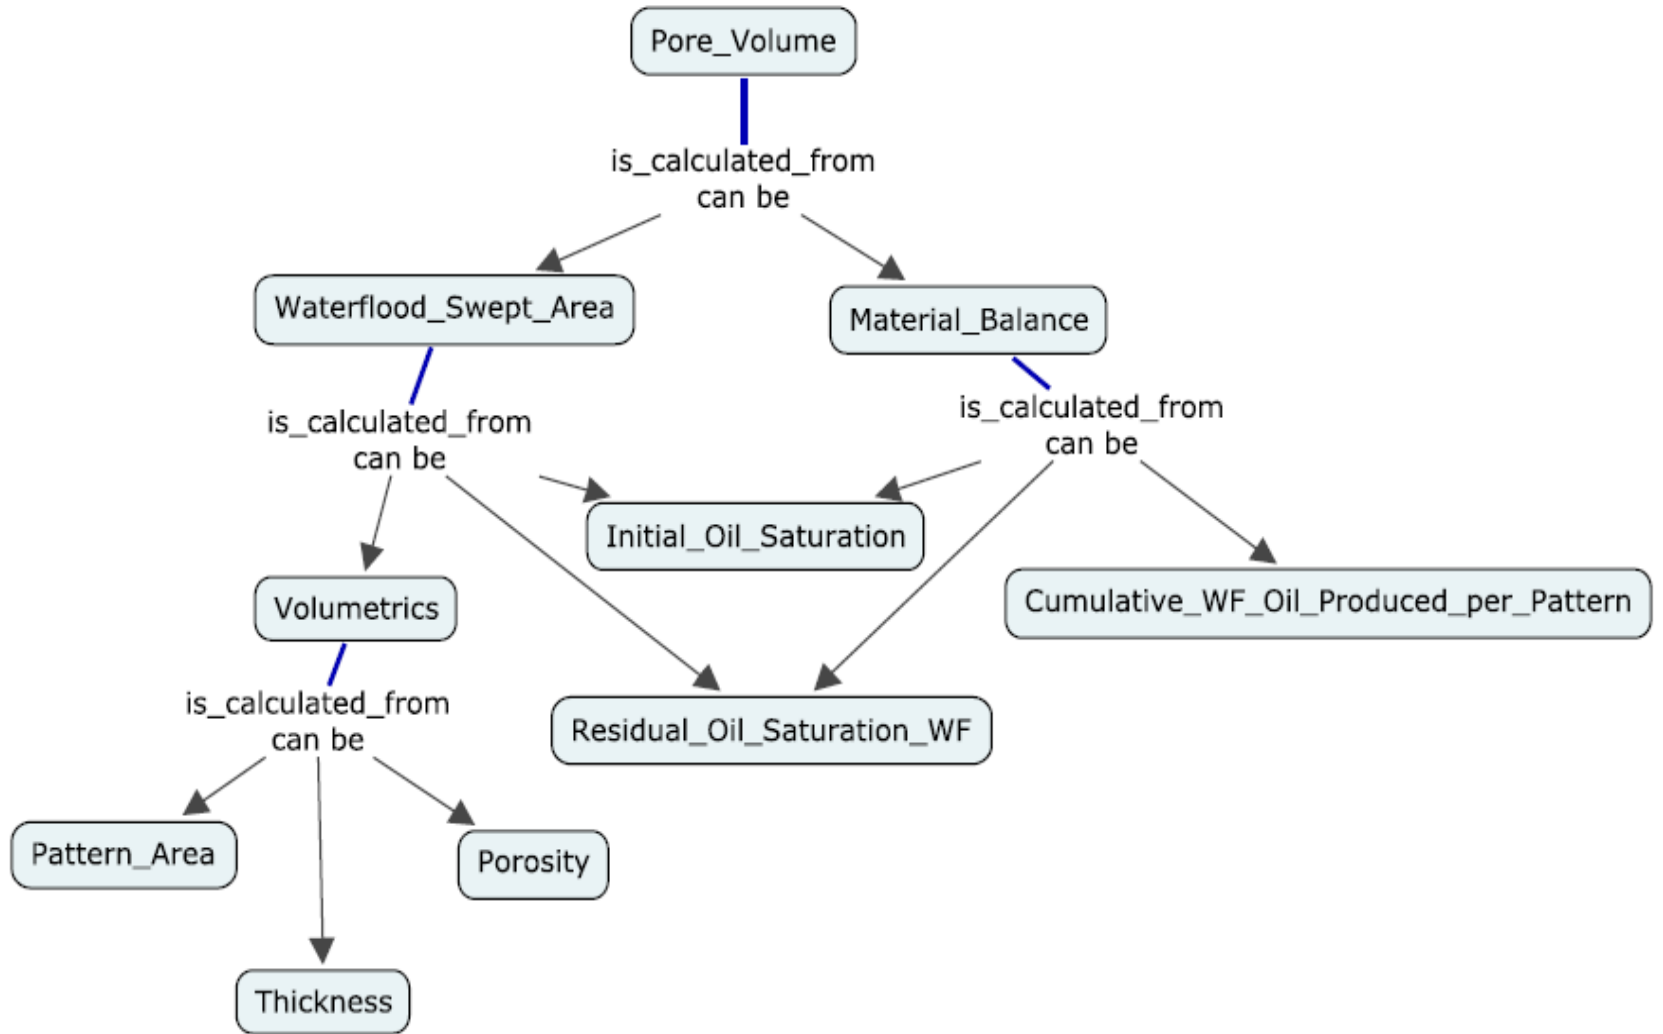 Pore_Volume
is_calculated_from
can be
Waterflood_Swept_Area
Material_Balance
is_calculated_from
can be
is_calculated_from
can be
Initial_Oil_Saturation
Volumetrics
Cumulative_WF_Oil_Produced_per_Pattern
is_calculated_from
can be
Residual_Oil_Saturation_WF
Pattern_Area
Porosity
Thickness